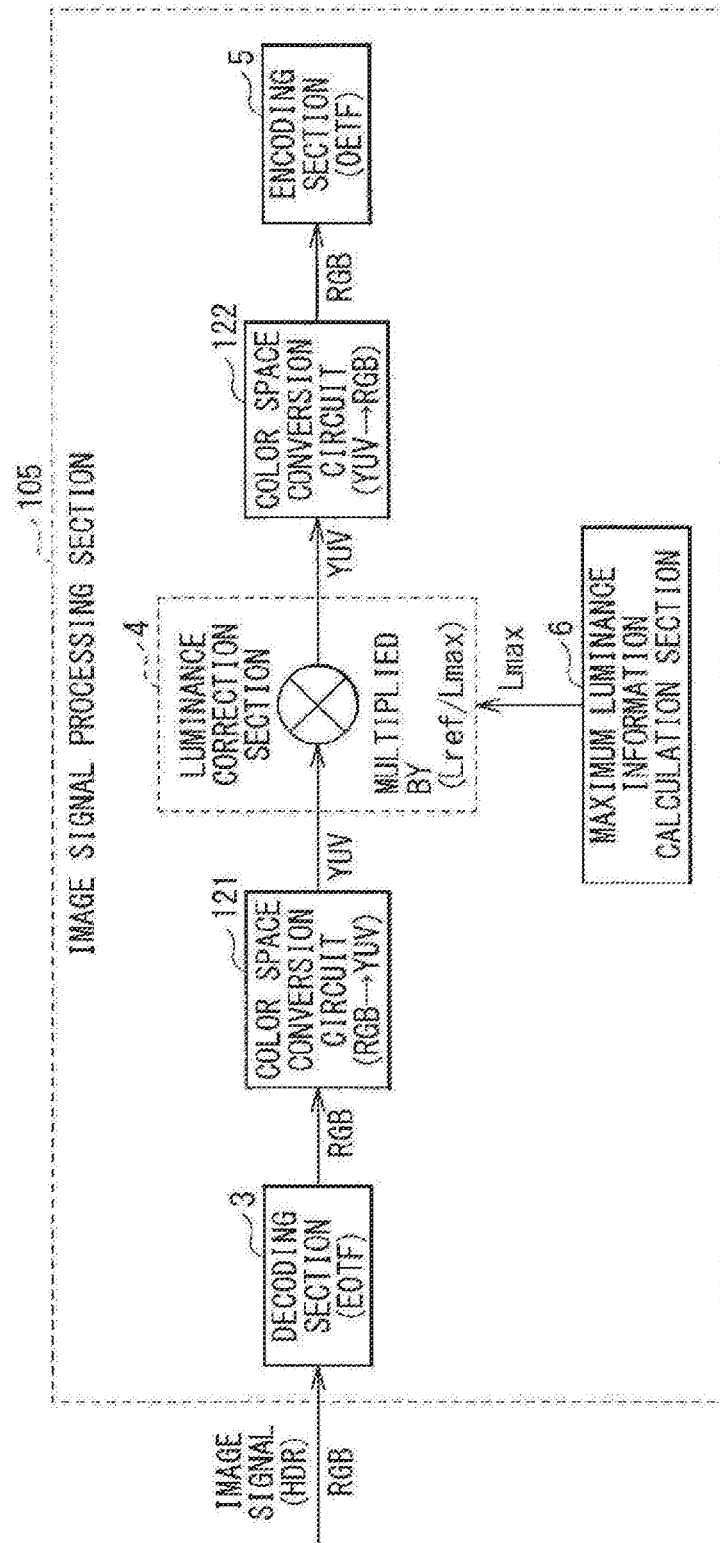 105
IMAGE SIGNAL PROCESSING SECTION
IMAGE
SIGNAL
(HDR)
RGB
3
DECODING
SECTION
(EOTF)
RGB
121
COLOR SPACE
CONVERSION
CIRCUIT
(RGB→YUV)
YUV
4
LUMINANCE
CORRECTION
SECTION
MULTIPLIED
BY
(Lref/Lmax)
Lmax
6
MAXIMUM LUMINANCE
INFORMATION
CALCULATION SECTION
YUV
122
COLOR SPACE
CONVERSION
CIRCUIT
(YUV→RGB)
RGB
5
ENCODING
SECTION
(OETF)